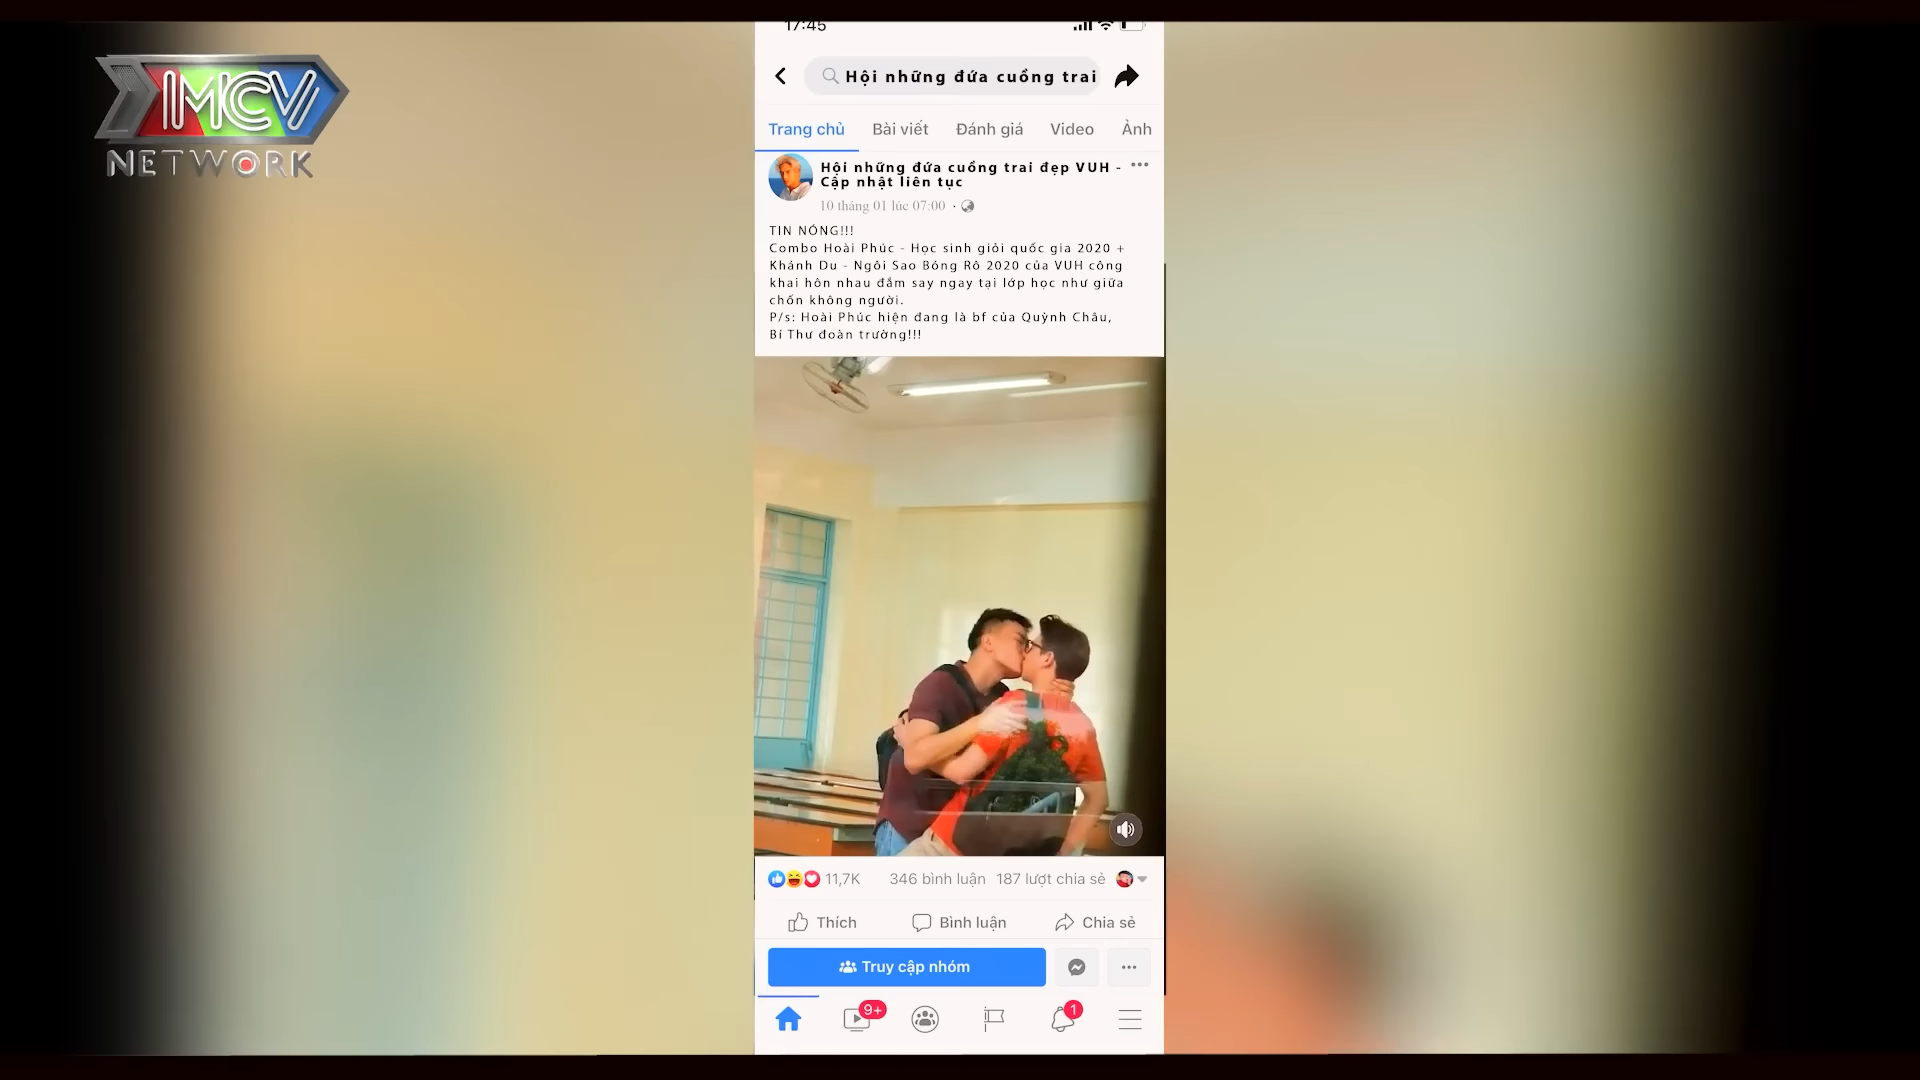 MCV
NETWORK
17:45
Hội những đứa cuồng trai
Trang chủ Bài viết Đánh giá Video Ảnh
Hội những đứa cuồng trai đẹp VUH -
Cập nhật liên tục
10 tháng 01 lúc 07:00 ·
TIN NÓNG!!!
Combo Hoài Phúc - Học sinh giỏi quốc gia 2020 +
Khánh Du - Ngôi Sao Bóng Rổ 2020 của VUH công
khai hôn nhau đắm say ngay tại lớp học như giữa
chốn không người.
P/s: Hoài Phúc hiện đang là bf của Quỳnh Châu,
Bí Thư đoàn trường!!!
11,7K 346 bình luận 187 lượt chia sẻ
Thích Bình luận Chia sẻ
Truy cập nhóm
9+ 1